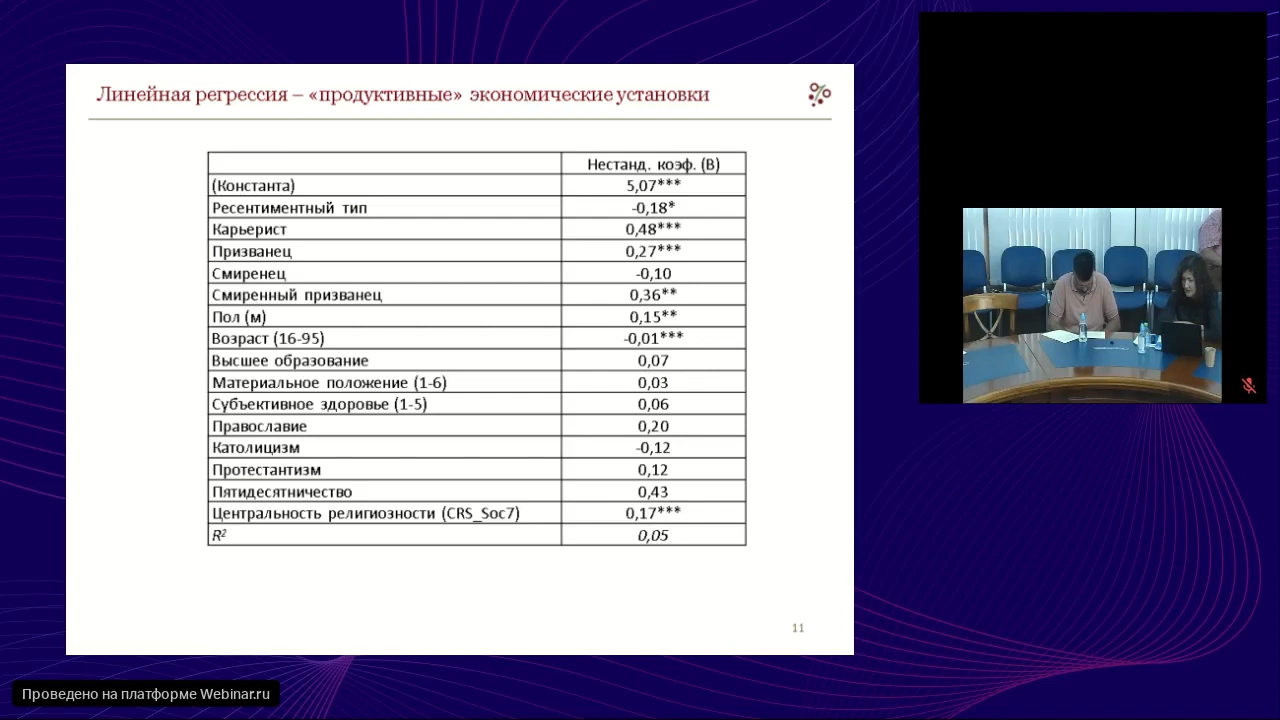 Линейная регрессия – «продуктивные» экономические установки
Нестанд. коэф. (B)
(Константа) 5,07***
Ресентиментный тип -0,18*
Карьерист 0,48***
Призванец 0,27***
Смиренец -0,10
Смиренный призванец 0,36**
Пол (м) 0,15**
Возраст (16-95) -0,01***
Высшее образование 0,07
Материальное положение (1-6) 0,03
Субъективное здоровье (1-5) 0,06
Православие 0,20
Католицизм -0,12
Протестантизм 0,12
Пятидесятничество 0,43
Центральность религиозности (CRS_Soc7) 0,17***
R² 0,05
11
Проведено на платформе Webinar.ru